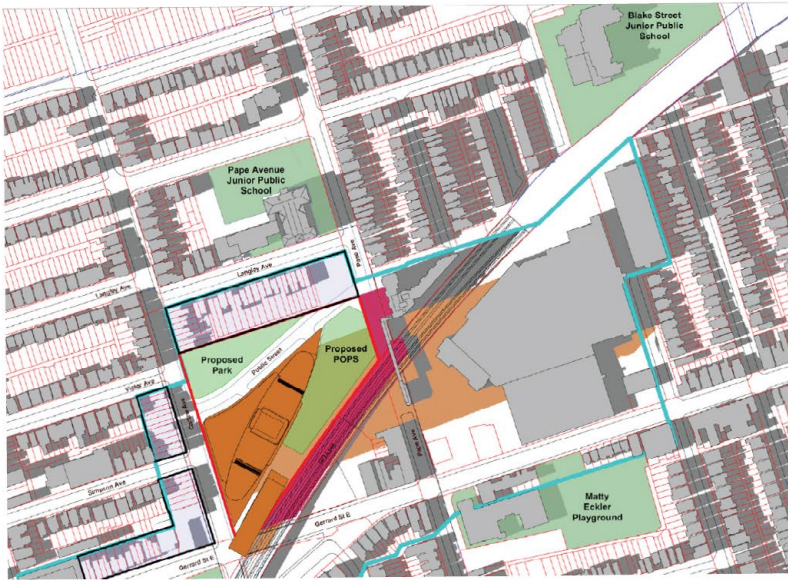 Blake Street
Junior Public
School
Pape Avenue
Junior Public
School
Langley Ave
Pape Ave
Langley Ave
Proposed
Park
Public Street
Proposed
POPS
Simpson Ave
Pape Ave
Gerrard St E
Gerrard St E
Matty
Eckler
Playground